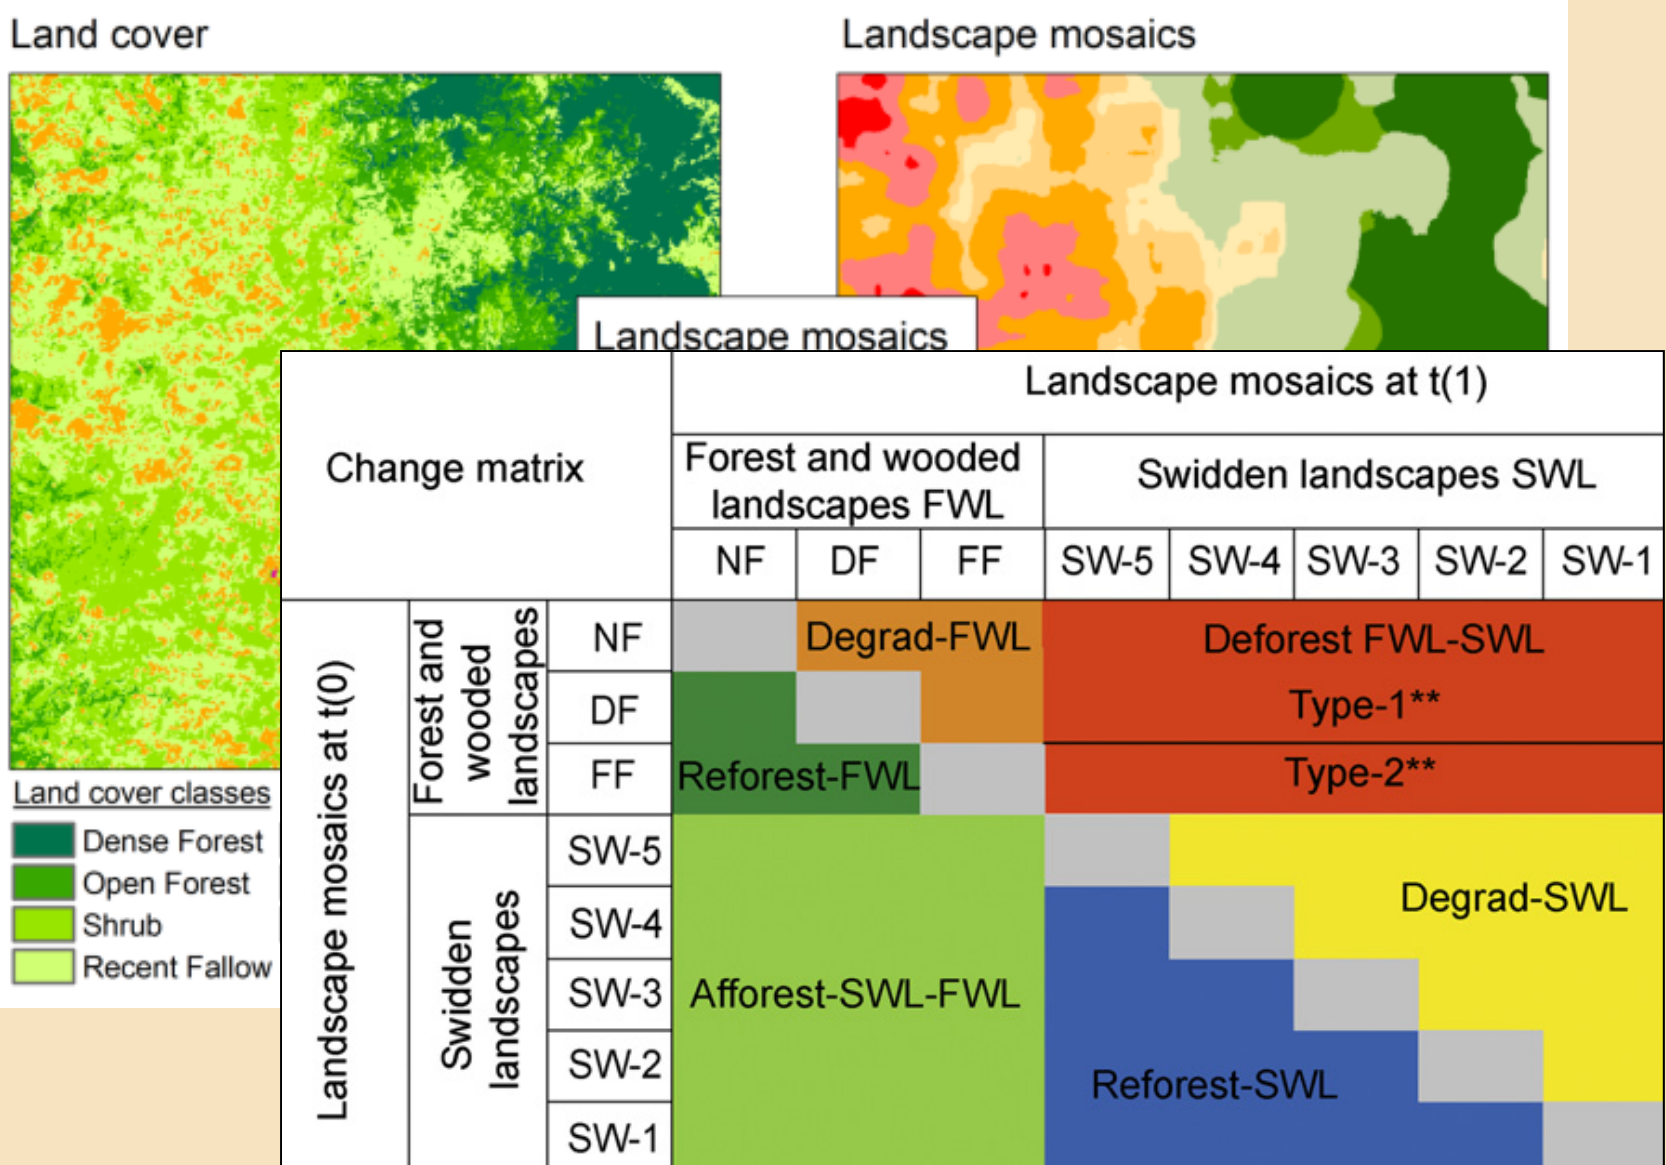 Land cover
Landscape mosaics
Landscape mosaics
Landscape mosaics at t(1)
Change matrix
Forest and wooded
landscapes FWL
Swidden landscapes SWL
NF DF FF SW-5 SW-4 SW-3 SW-2 SW-1
Landscape mosaics at t(0)
Forest and
wooded
landscapes
NF
Degrad-FWL
Deforest FWL-SWL
DF
Type-1**
FF
Reforest-FWL
Type-2**
Swidden
landscapes
SW-5
SW-4
Degrad-SWL
SW-3
Afforest-SWL-FWL
SW-2
Reforest-SWL
SW-1
Land cover classes
Dense Forest
Open Forest
Shrub
Recent Fallow